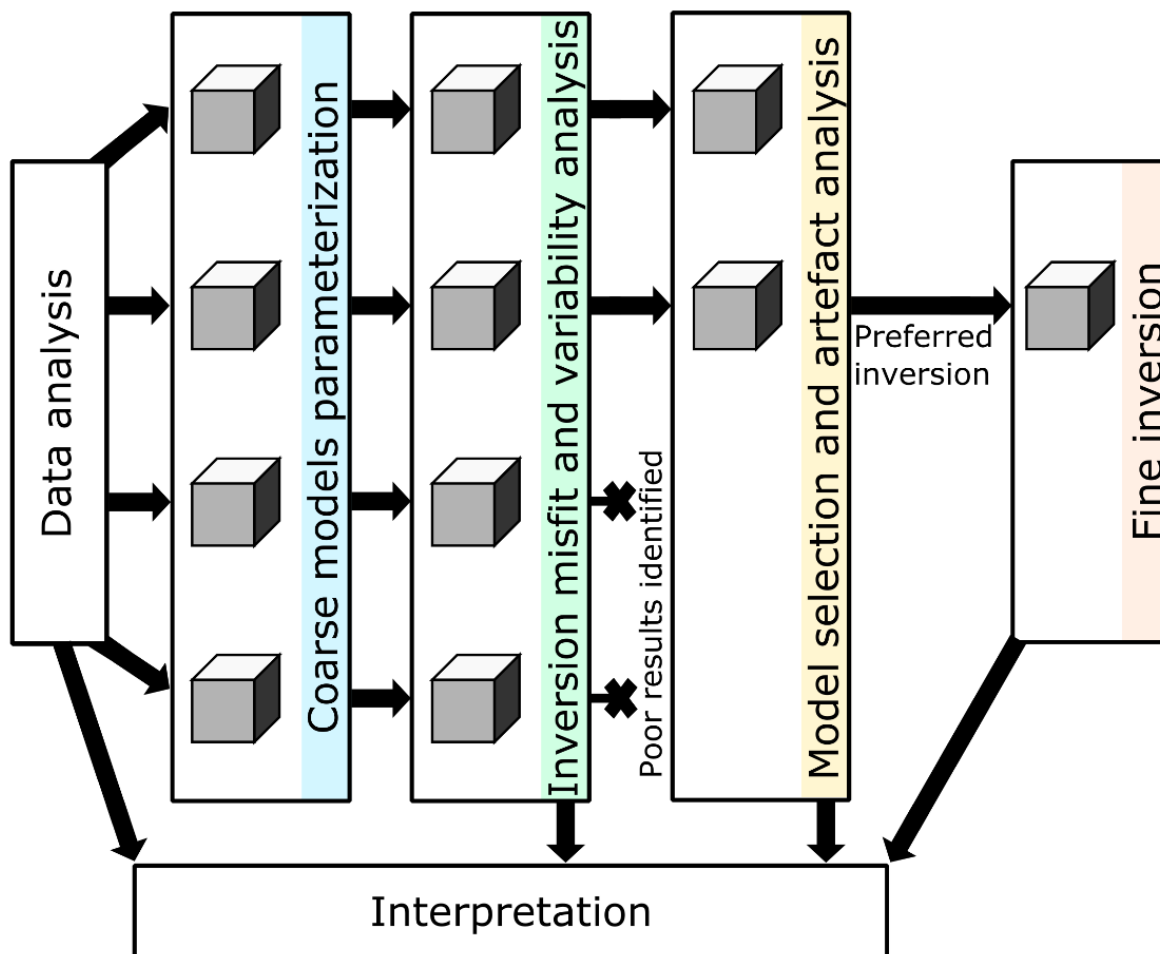 Data analysis
Coarse models parameterization
Inversion misfit and variability analysis
Poor results identified
Model selection and artefact analysis
Preferred
inversion
Fine inversion
Interpretation